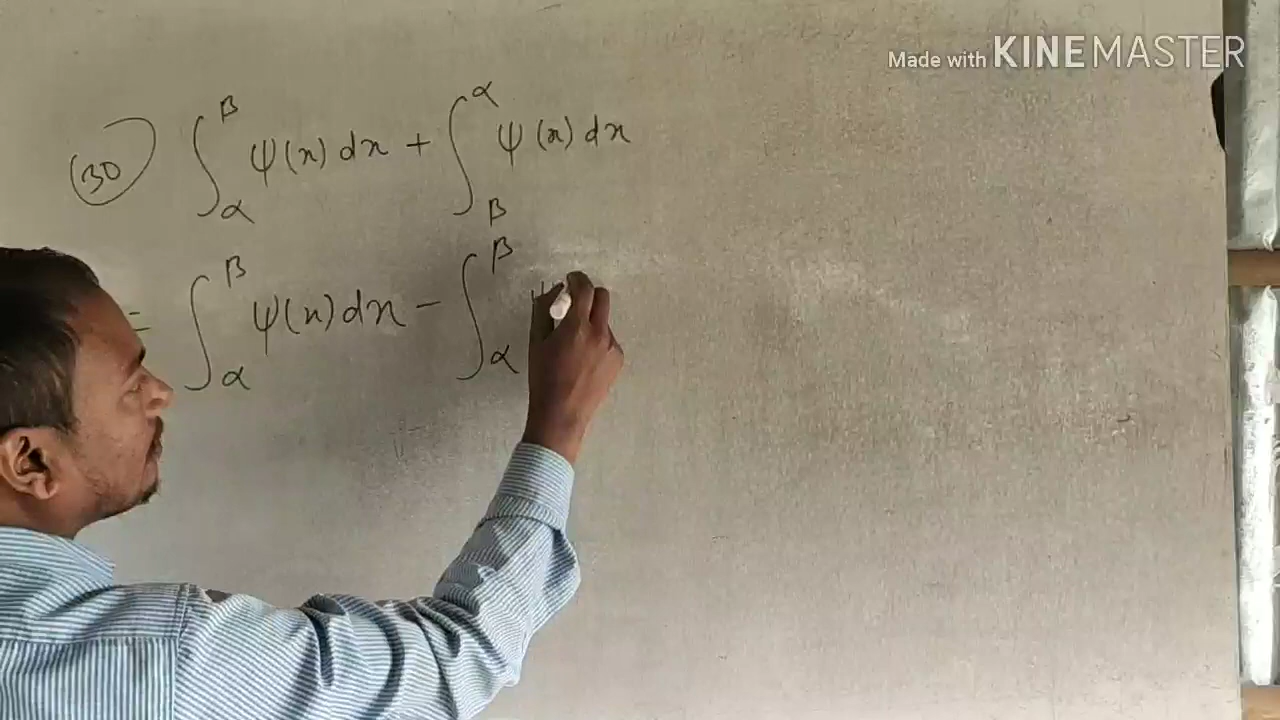 Made with KINEMASTER
(30) ∫_α^β ψ(x) dx + ∫_β^α ψ(x) dx
= ∫_α^β ψ(x) dx − ∫_α^β ψ